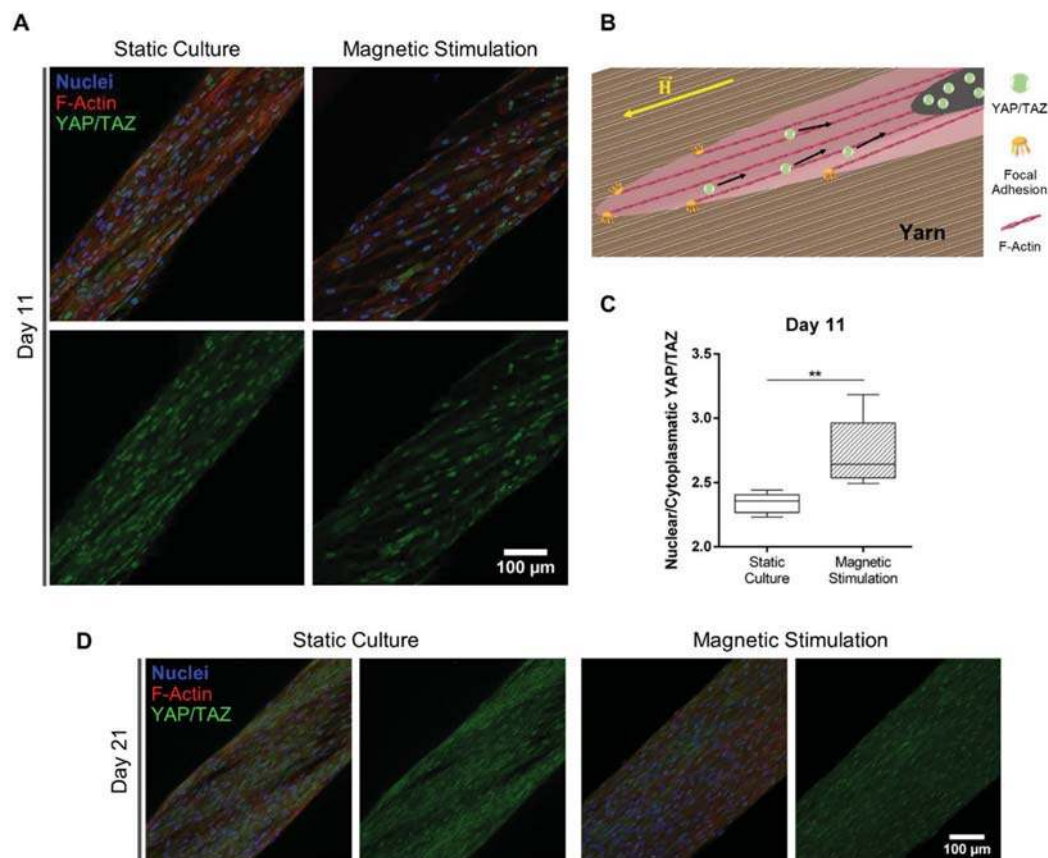 A
Static Culture
Magnetic Stimulation
Day 11
Nuclei
F-Actin
YAP/TAZ
100 µm
B
H
Yarn
YAP/TAZ
Focal
Adhesion
F-Actin
C
Day 11
Nuclear/Cytoplasmatic YAP/TAZ
3.5
3.0
2.5
2.0
**
Static
Culture
Magnetic
Stimulation
D
Static Culture
Magnetic Stimulation
Day 21
Nuclei
F-Actin
YAP/TAZ
100 µm